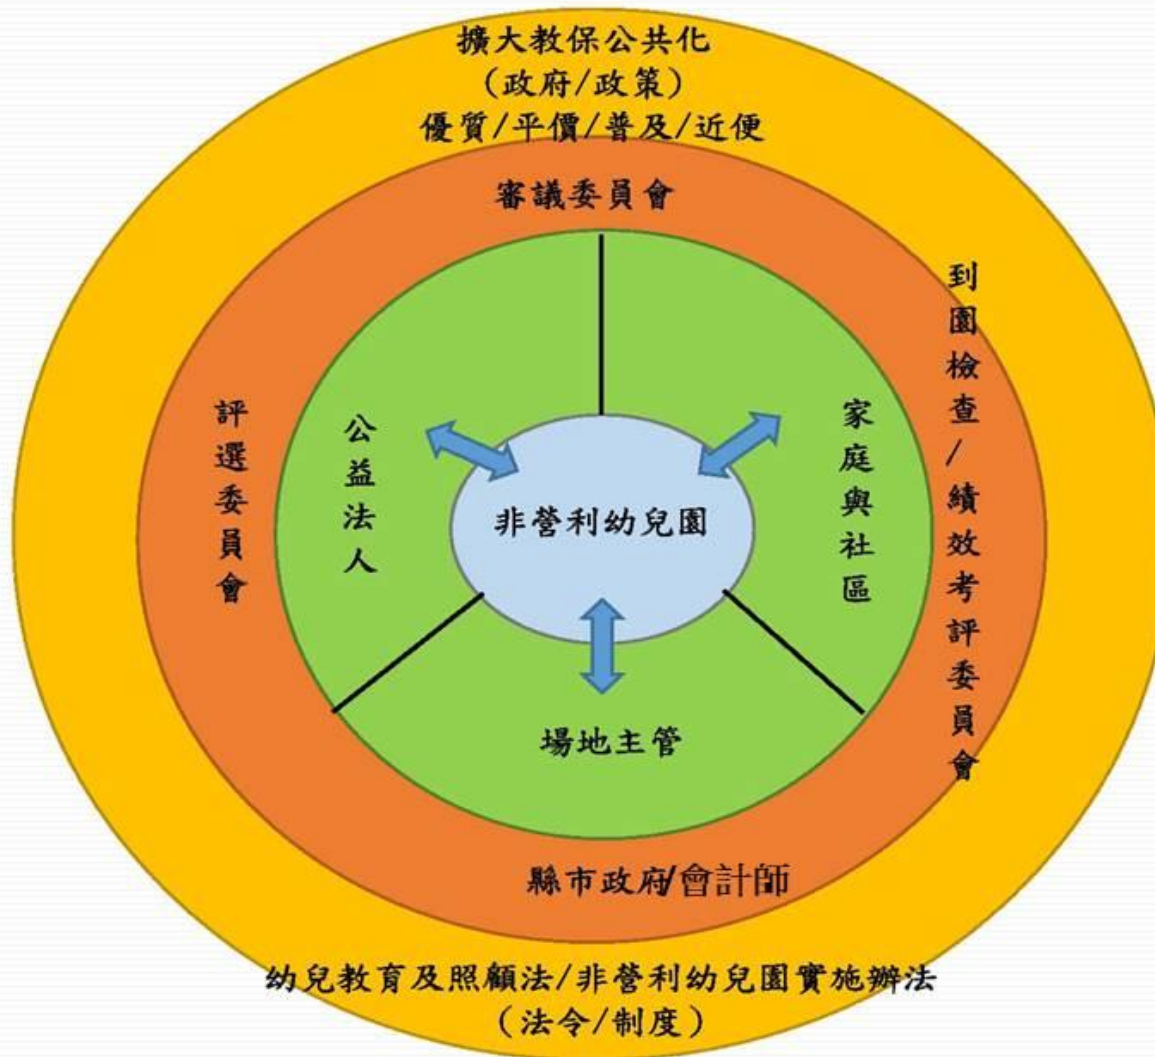 擴大教保公共化
(政府/政策)
優質/平價/普及/近便
審議委員會
評選委員會
公益法人
非營利幼兒園
家庭與社區
到園檢查/績效考評委員會
場地主管
縣市政府/會計師
幼兒教育及照顧法/非營利幼兒園實施辦法
(法令/制度)